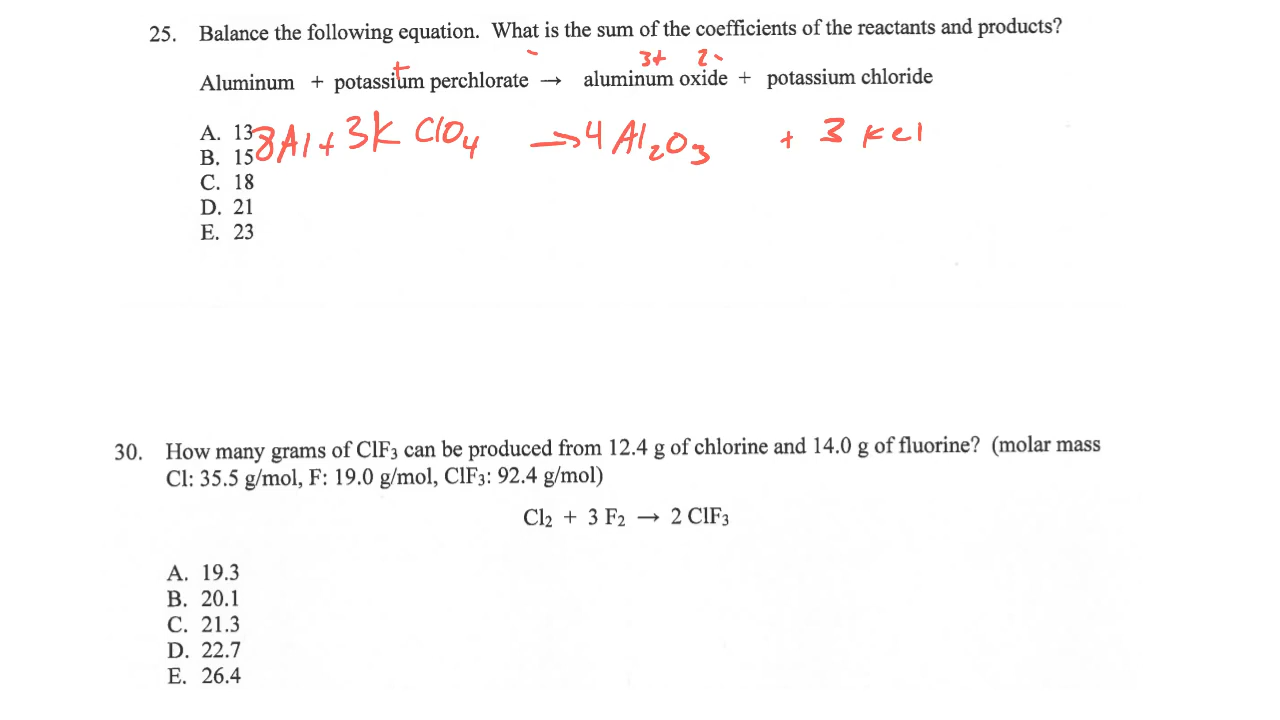 25. Balance the following equation. What is the sum of the coefficients of the reactants and products?
+ - 3+ 2-
Aluminum + potassium perchlorate → aluminum oxide + potassium chloride
A. 13
8Al + 3K ClO4 → 4 Al2O3 + 3 KCl
B. 15
C. 18
D. 21
E. 23
30. How many grams of ClF3 can be produced from 12.4 g of chlorine and 14.0 g of fluorine? (molar mass
Cl: 35.5 g/mol, F: 19.0 g/mol, ClF3: 92.4 g/mol)
Cl2 + 3 F2 → 2 ClF3
A. 19.3
B. 20.1
C. 21.3
D. 22.7
E. 26.4